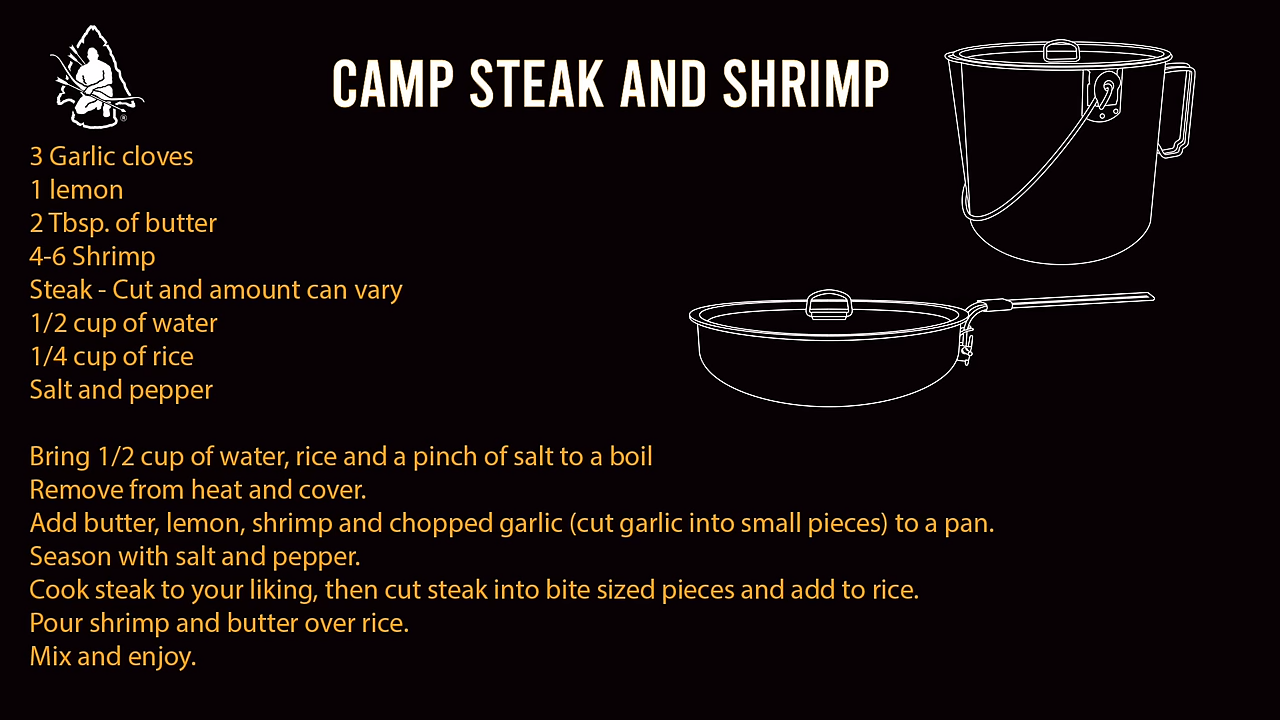 CAMP STEAK AND SHRIMP
3 Garlic cloves
1 lemon
2 Tbsp. of butter
4-6 Shrimp
Steak - Cut and amount can vary
1/2 cup of water
1/4 cup of rice
Salt and pepper
Bring 1/2 cup of water, rice and a pinch of salt to a boil
Remove from heat and cover.
Add butter, lemon, shrimp and chopped garlic (cut garlic into small pieces) to a pan.
Season with salt and pepper.
Cook steak to your liking, then cut steak into bite sized pieces and add to rice.
Pour shrimp and butter over rice.
Mix and enjoy.